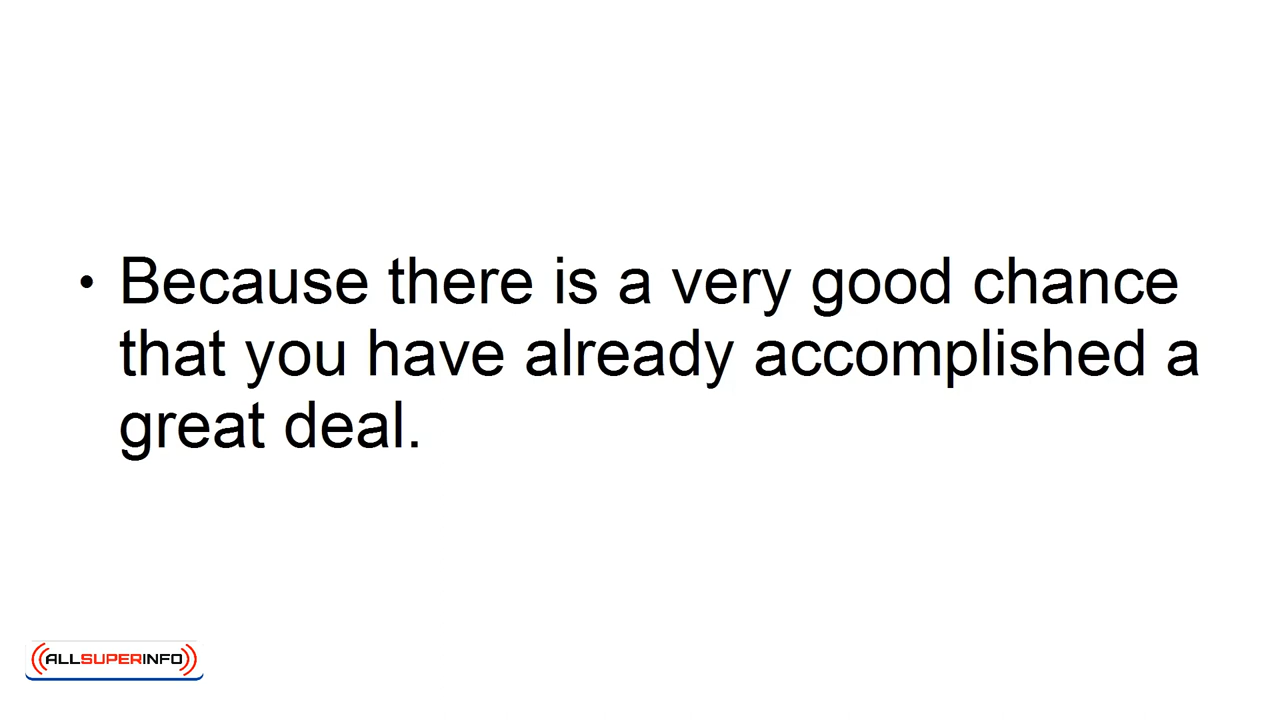 • Because there is a very good chance
that you have already accomplished a
great deal.
((ALLSUPERINFO))